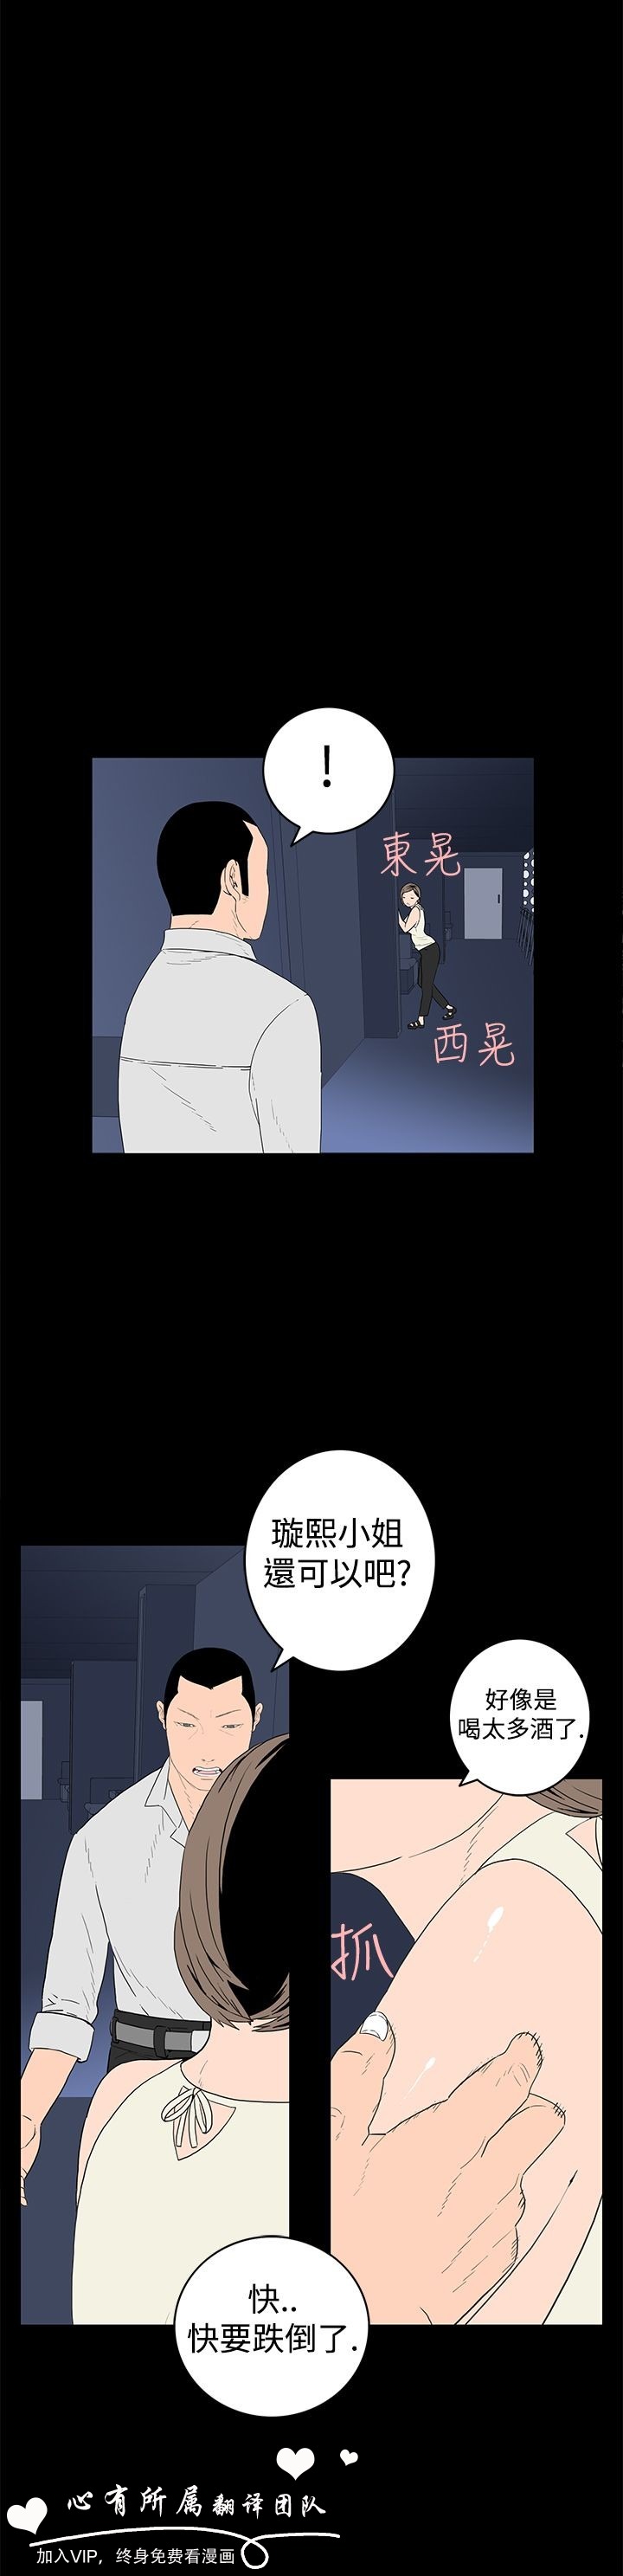 !
東晃
西晃
璇熙小姐
還可以吧?
好像是
喝太多酒了.
抓
快..
快要跌倒了.
心有所属翻译团队
加入VIP，终身免费看漫画